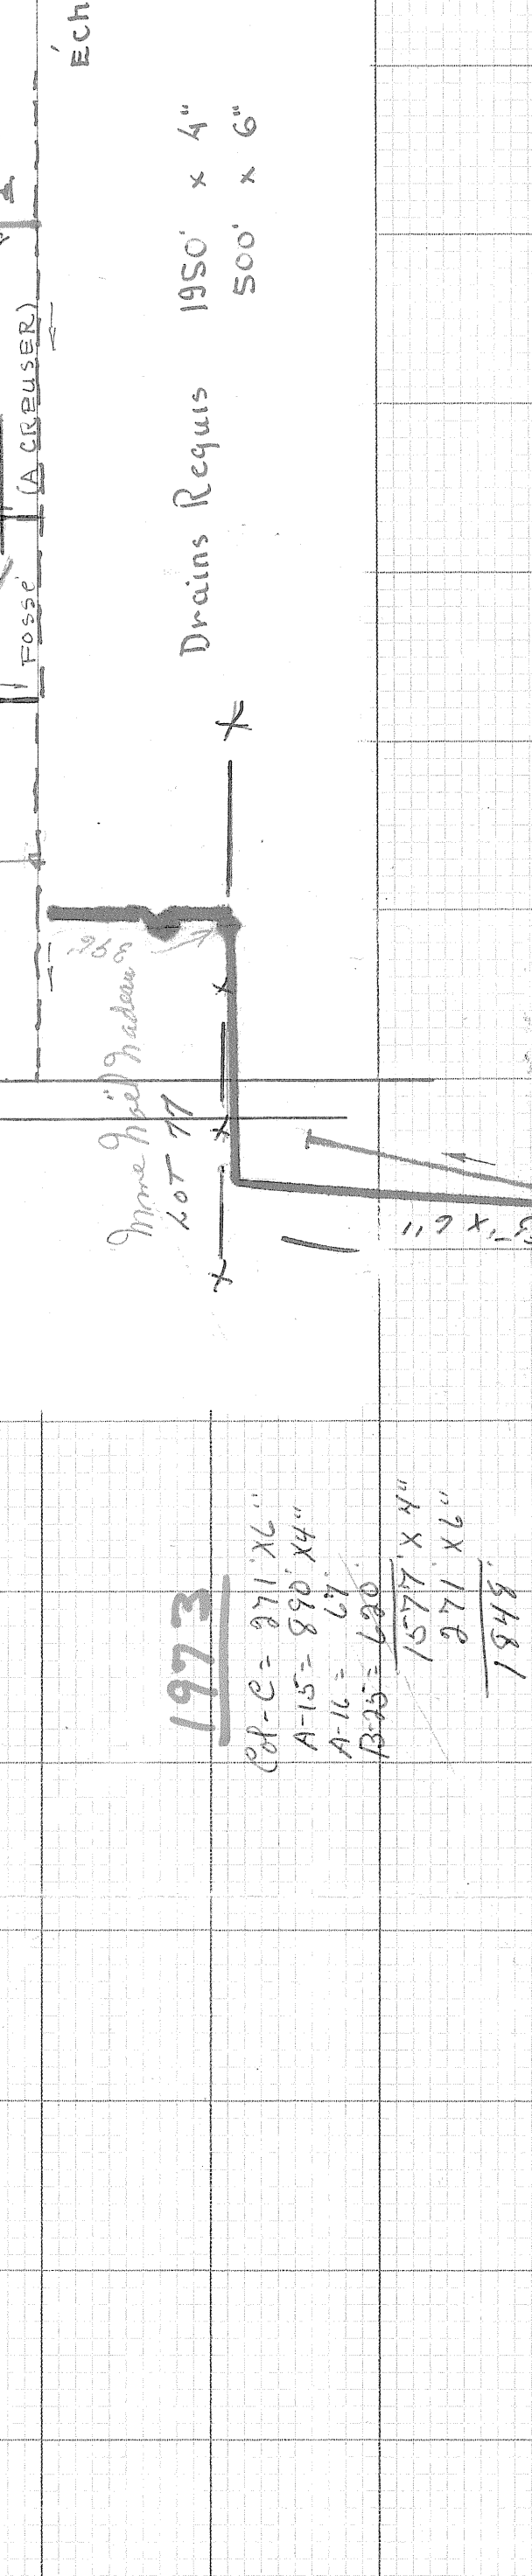 Éch
FOSSÉ (A CREUSER)
Drains Requis 1950' x 4"
500' x 6"
Mme Noël Nadeau
LOT 77
1973
Col-C = 271' X 6"
A-15 = 890' X 4"
A-16 = 67'
B-25 = 620'
1577' X 4"
271' X 6"
1848'